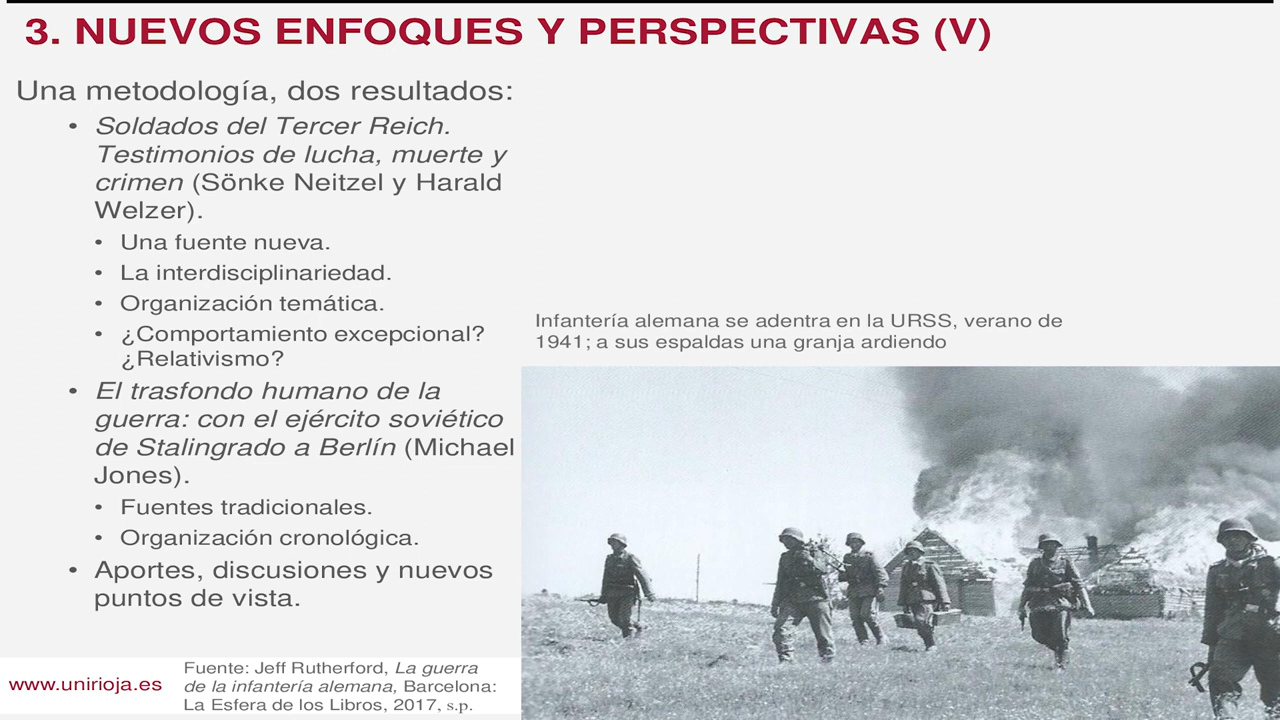 3. NUEVOS ENFOQUES Y PERSPECTIVAS (V)
Una metodología, dos resultados:
• Soldados del Tercer Reich.
Testimonios de lucha, muerte y
crimen (Sönke Neitzel y Harald
Welzer).
• Una fuente nueva.
• La interdisciplinariedad.
• Organización temática.
• ¿Comportamiento excepcional?
¿Relativismo?
• El trasfondo humano de la
guerra: con el ejército soviético
de Stalingrado a Berlín (Michael
Jones).
• Fuentes tradicionales.
• Organización cronológica.
• Aportes, discusiones y nuevos
puntos de vista.
Infantería alemana se adentra en la URSS, verano de
1941; a sus espaldas una granja ardiendo
www.unirioja.es
Fuente: Jeff Rutherford, La guerra
de la infantería alemana, Barcelona:
La Esfera de los Libros, 2017, s.p.